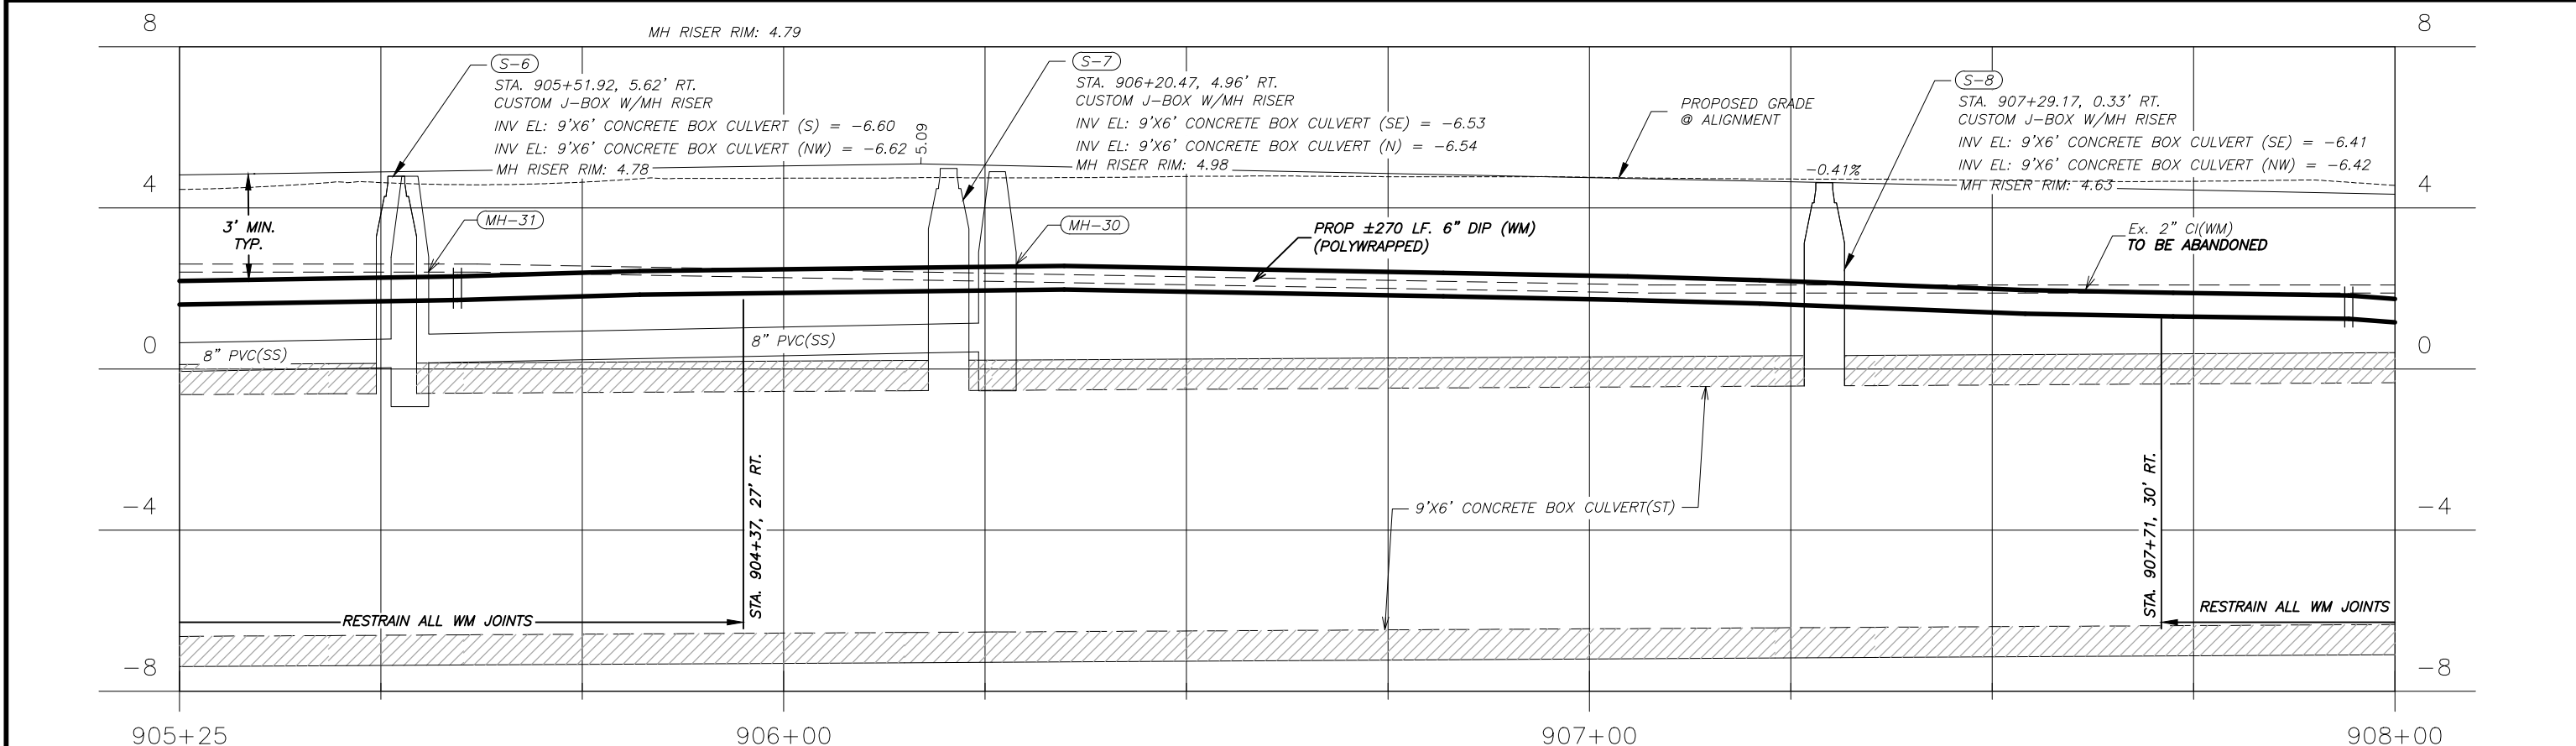 8
8
MH RISER RIM: 4.79
S-6
STA. 905+51.92, 5.62' RT.
CUSTOM J-BOX W/MH RISER
INV EL: 9'X6' CONCRETE BOX CULVERT (S) = -6.60
INV EL: 9'X6' CONCRETE BOX CULVERT (NW) = -6.62
MH RISER RIM: 4.78
5.09
S-7
STA. 906+20.47, 4.96' RT.
CUSTOM J-BOX W/MH RISER
INV EL: 9'X6' CONCRETE BOX CULVERT (SE) = -6.53
INV EL: 9'X6' CONCRETE BOX CULVERT (N) = -6.54
MH RISER RIM: 4.98
PROPOSED GRADE
@ ALIGNMENT
-0.41%
S-8
STA. 907+29.17, 0.33' RT.
CUSTOM J-BOX W/MH RISER
INV EL: 9'X6' CONCRETE BOX CULVERT (SE) = -6.41
INV EL: 9'X6' CONCRETE BOX CULVERT (NW) = -6.42
MH RISER RIM: 4.63
4
4
3' MIN.
TYP.
MH-31
MH-30
PROP ±270 LF. 6" DIP (WM)
(POLYWRAPPED)
Ex. 2" CI(WM)
TO BE ABANDONED
0
0
8" PVC(SS)
8" PVC(SS)
STA. 904+37, 27' RT.
STA. 907+71, 30' RT.
-4
-4
9'X6' CONCRETE BOX CULVERT(ST)
RESTRAIN ALL WM JOINTS
RESTRAIN ALL WM JOINTS
-8
-8
905+25
906+00
907+00
908+00